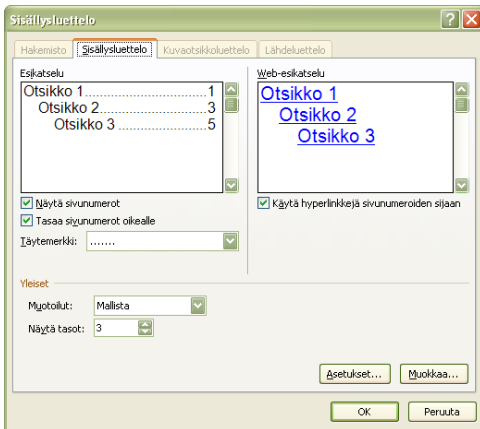 Sisällysluettelo
Hakemisto Sisällysluettelo Kuvaotsikkoluettelo Lähdeluettelo
Esikatselu
Otsikko 1..............................1
Otsikko 2..........................3
Otsikko 3......................5
Web-esikatselu
Otsikko 1
Otsikko 2
Otsikko 3
Näytä sivunumerot
Tasaa sivunumerot oikealle
Täytemerkki: .......
Käytä hyperlinkkejä sivunumeroiden sijaan
Yleiset
Muotoilut: Mallista
Näytä tasot: 3
Asetukset... Muokkaa...
OK Peruuta